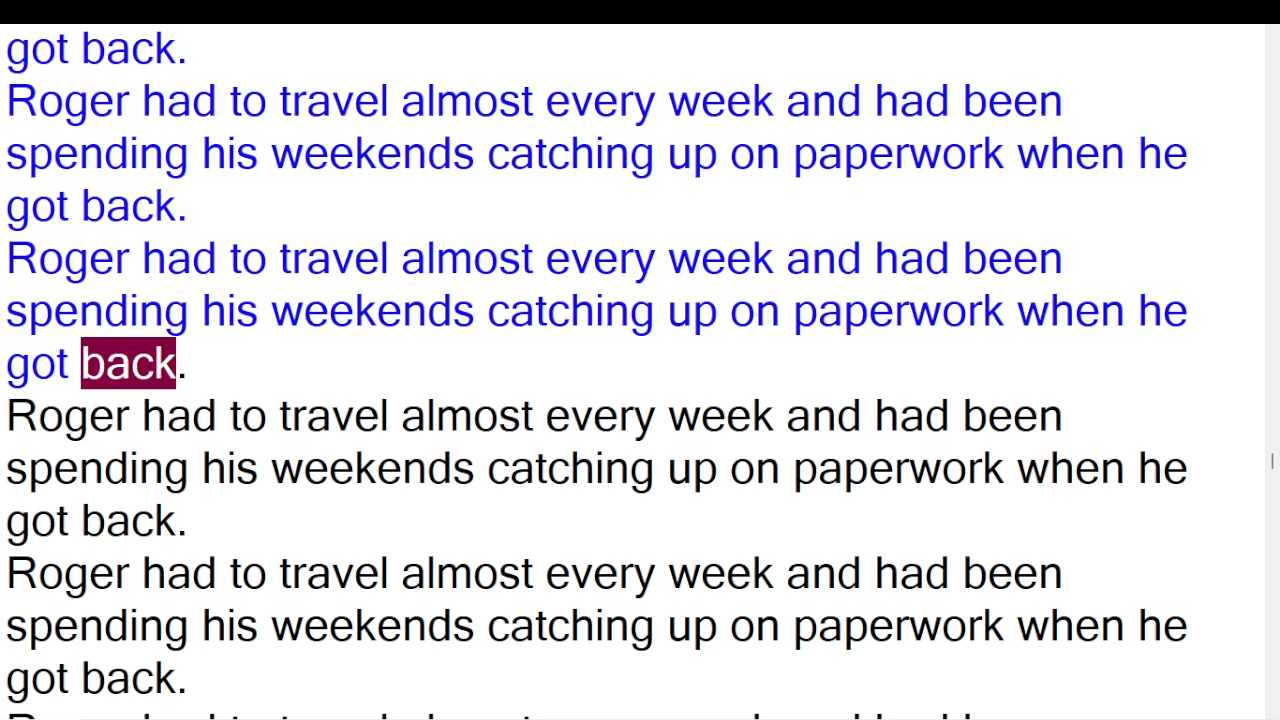 got back.
Roger had to travel almost every week and had been
spending his weekends catching up on paperwork when he
got back.
Roger had to travel almost every week and had been
spending his weekends catching up on paperwork when he
got back.
Roger had to travel almost every week and had been
spending his weekends catching up on paperwork when he
got back.
Roger had to travel almost every week and had been
spending his weekends catching up on paperwork when he
got back.